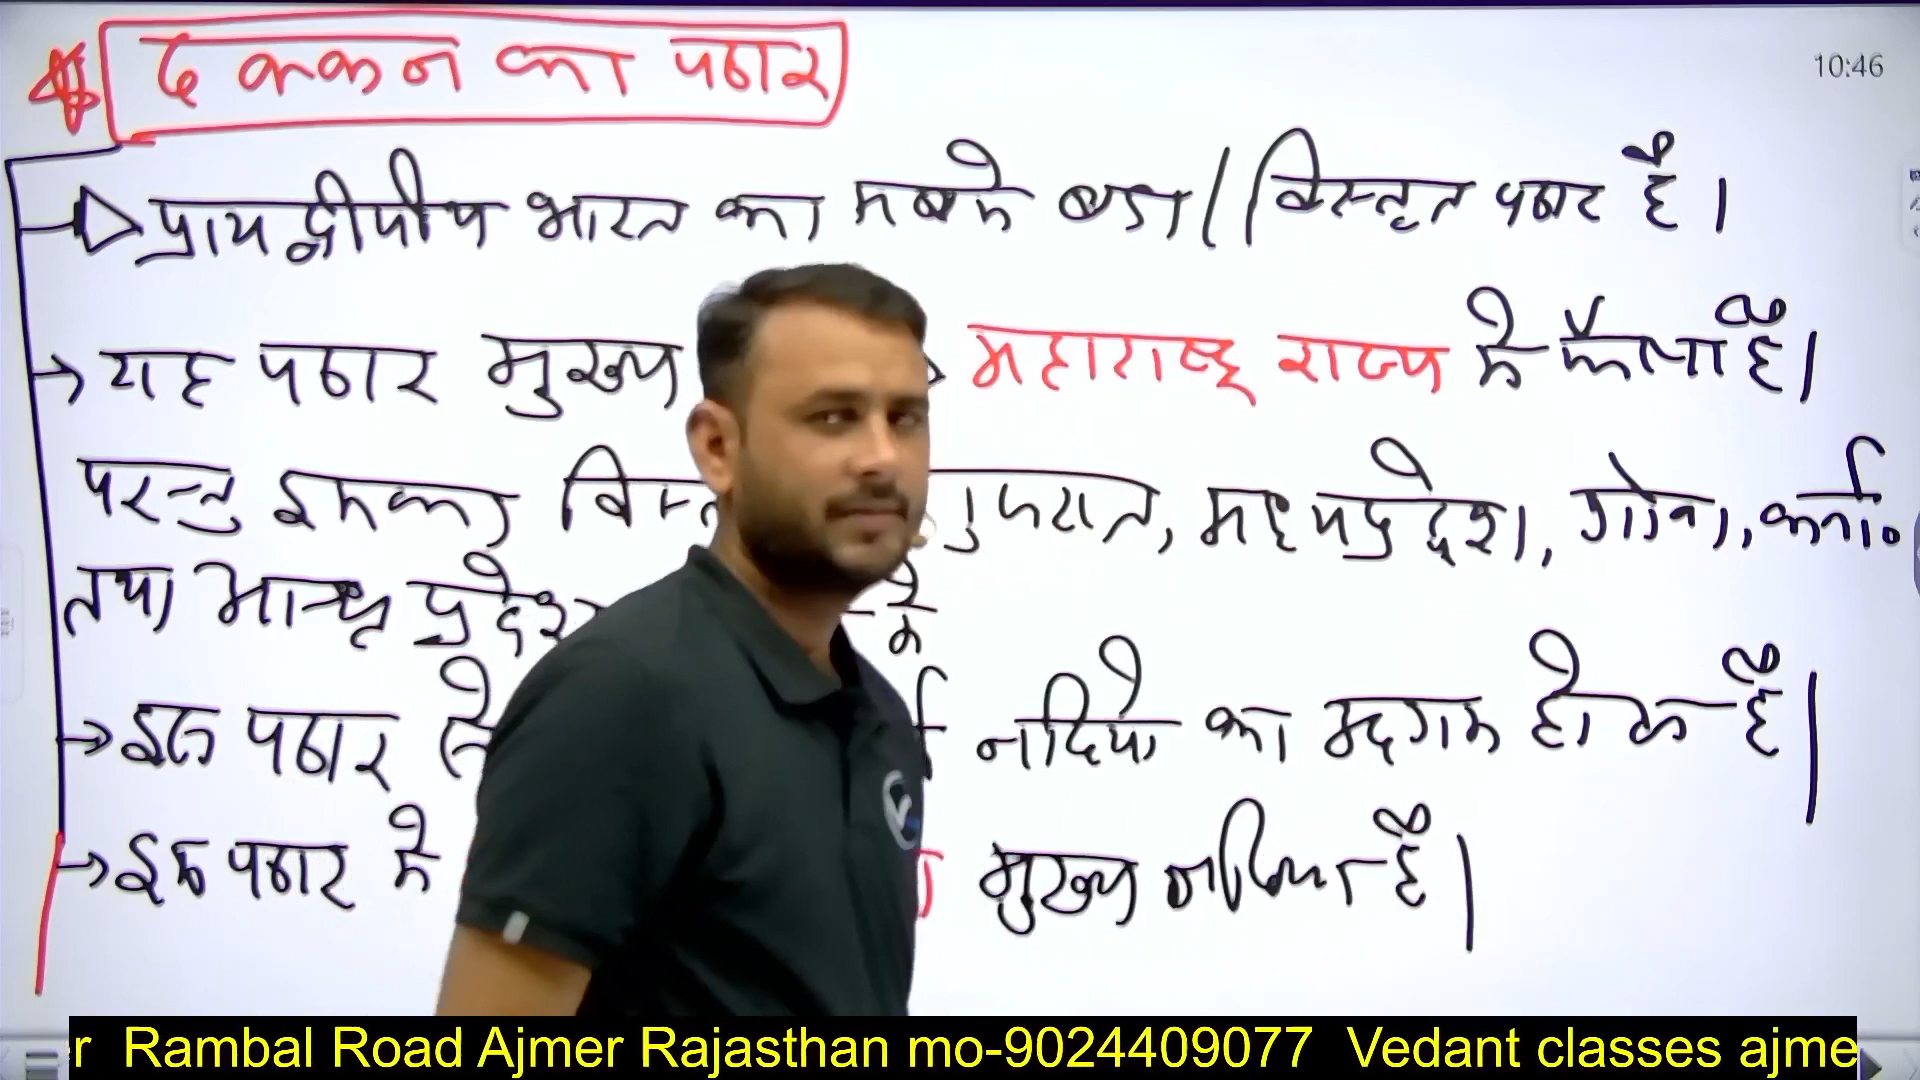 दक्कन का पठार
10:46
प्रायद्वीपीय भारत का सबसे बड़ा / विस्तृत पठार है।
→ यह पठार मुख्य महाराष्ट्र राज्य में फैला है।
परन्तु इसका गुजरात, मध्यप्रदेश, गोवा, कर्ना०
तथा आन्ध्र प्रदेश में
→ इस पठार से नदियों का उद्गम होता है।
→ इस पठार में मुख्य नदियाँ है।
r Rambal Road Ajmer Rajasthan mo-9024409077 Vedant classes ajme